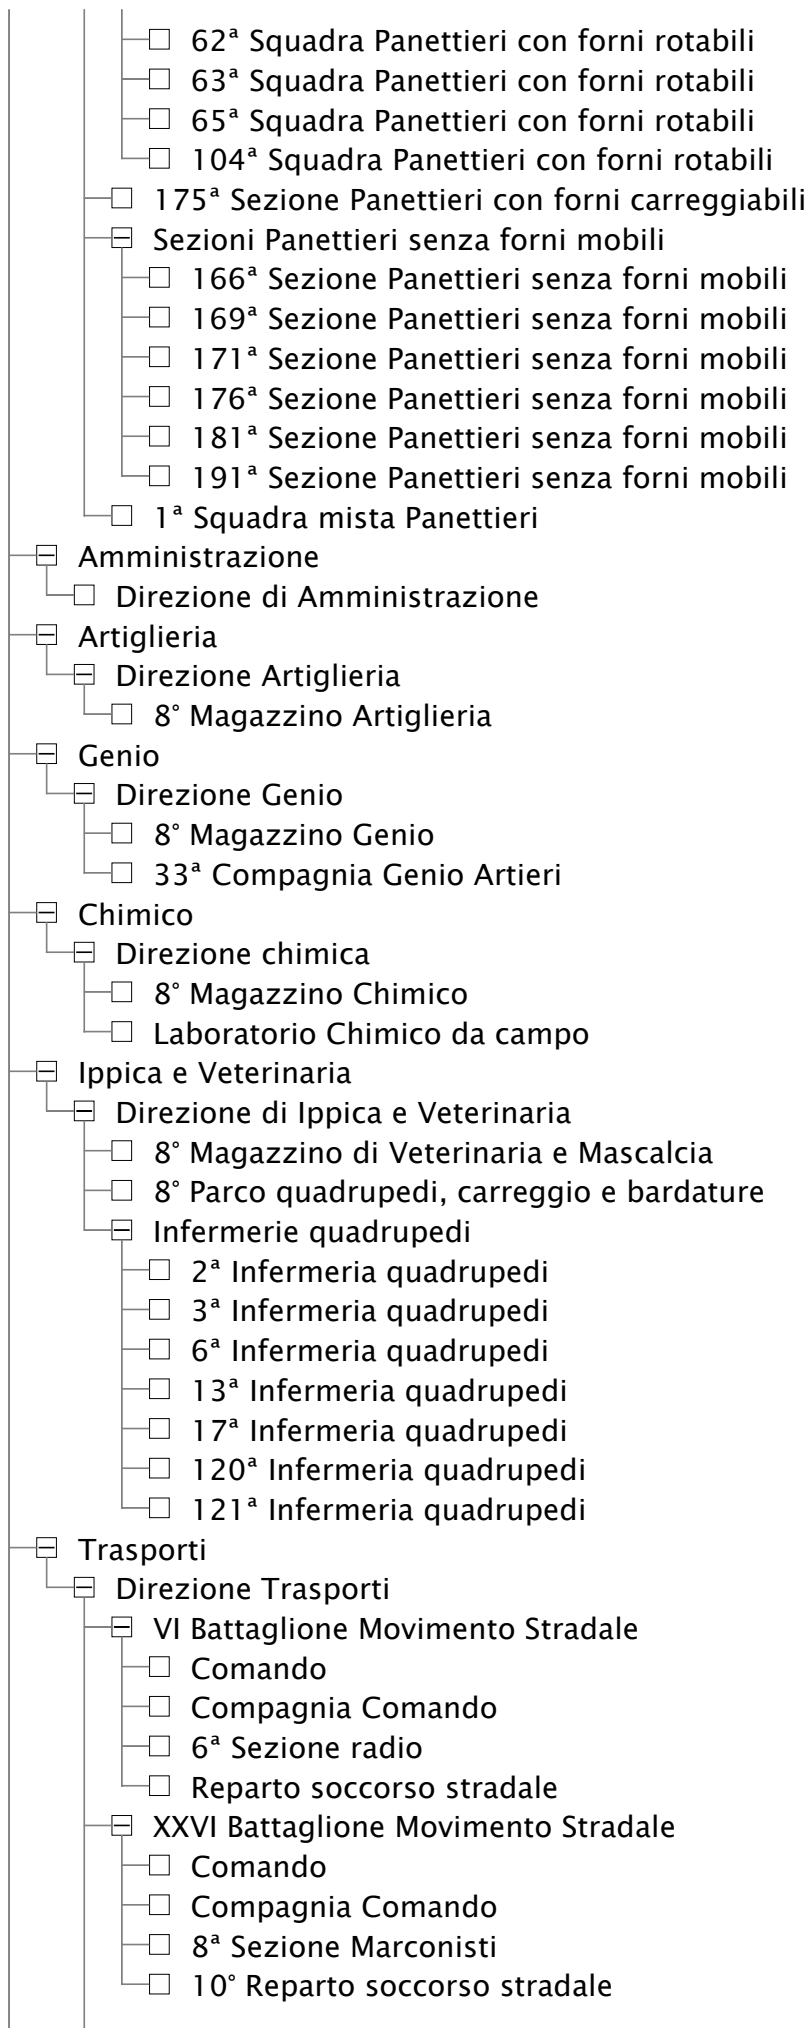 62ª Squadra Panettieri con forni rotabili
63ª Squadra Panettieri con forni rotabili
65ª Squadra Panettieri con forni rotabili
104ª Squadra Panettieri con forni rotabili
175ª Sezione Panettieri con forni carreggiabili
Sezioni Panettieri senza forni mobili
166ª Sezione Panettieri senza forni mobili
169ª Sezione Panettieri senza forni mobili
171ª Sezione Panettieri senza forni mobili
176ª Sezione Panettieri senza forni mobili
181ª Sezione Panettieri senza forni mobili
191ª Sezione Panettieri senza forni mobili
1ª Squadra mista Panettieri
Amministrazione
Direzione di Amministrazione
Artiglieria
Direzione Artiglieria
8° Magazzino Artiglieria
Genio
Direzione Genio
8° Magazzino Genio
33ª Compagnia Genio Artieri
Chimico
Direzione chimica
8° Magazzino Chimico
Laboratorio Chimico da campo
Ippica e Veterinaria
Direzione di Ippica e Veterinaria
8° Magazzino di Veterinaria e Mascalcia
8° Parco quadrupedi, carreggio e bardature
Infermerie quadrupedi
2ª Infermeria quadrupedi
3ª Infermeria quadrupedi
6ª Infermeria quadrupedi
13ª Infermeria quadrupedi
17ª Infermeria quadrupedi
120ª Infermeria quadrupedi
121ª Infermeria quadrupedi
Trasporti
Direzione Trasporti
VI Battaglione Movimento Stradale
Comando
Compagnia Comando
6ª Sezione radio
Reparto soccorso stradale
XXVI Battaglione Movimento Stradale
Comando
Compagnia Comando
8ª Sezione Marconisti
10° Reparto soccorso stradale